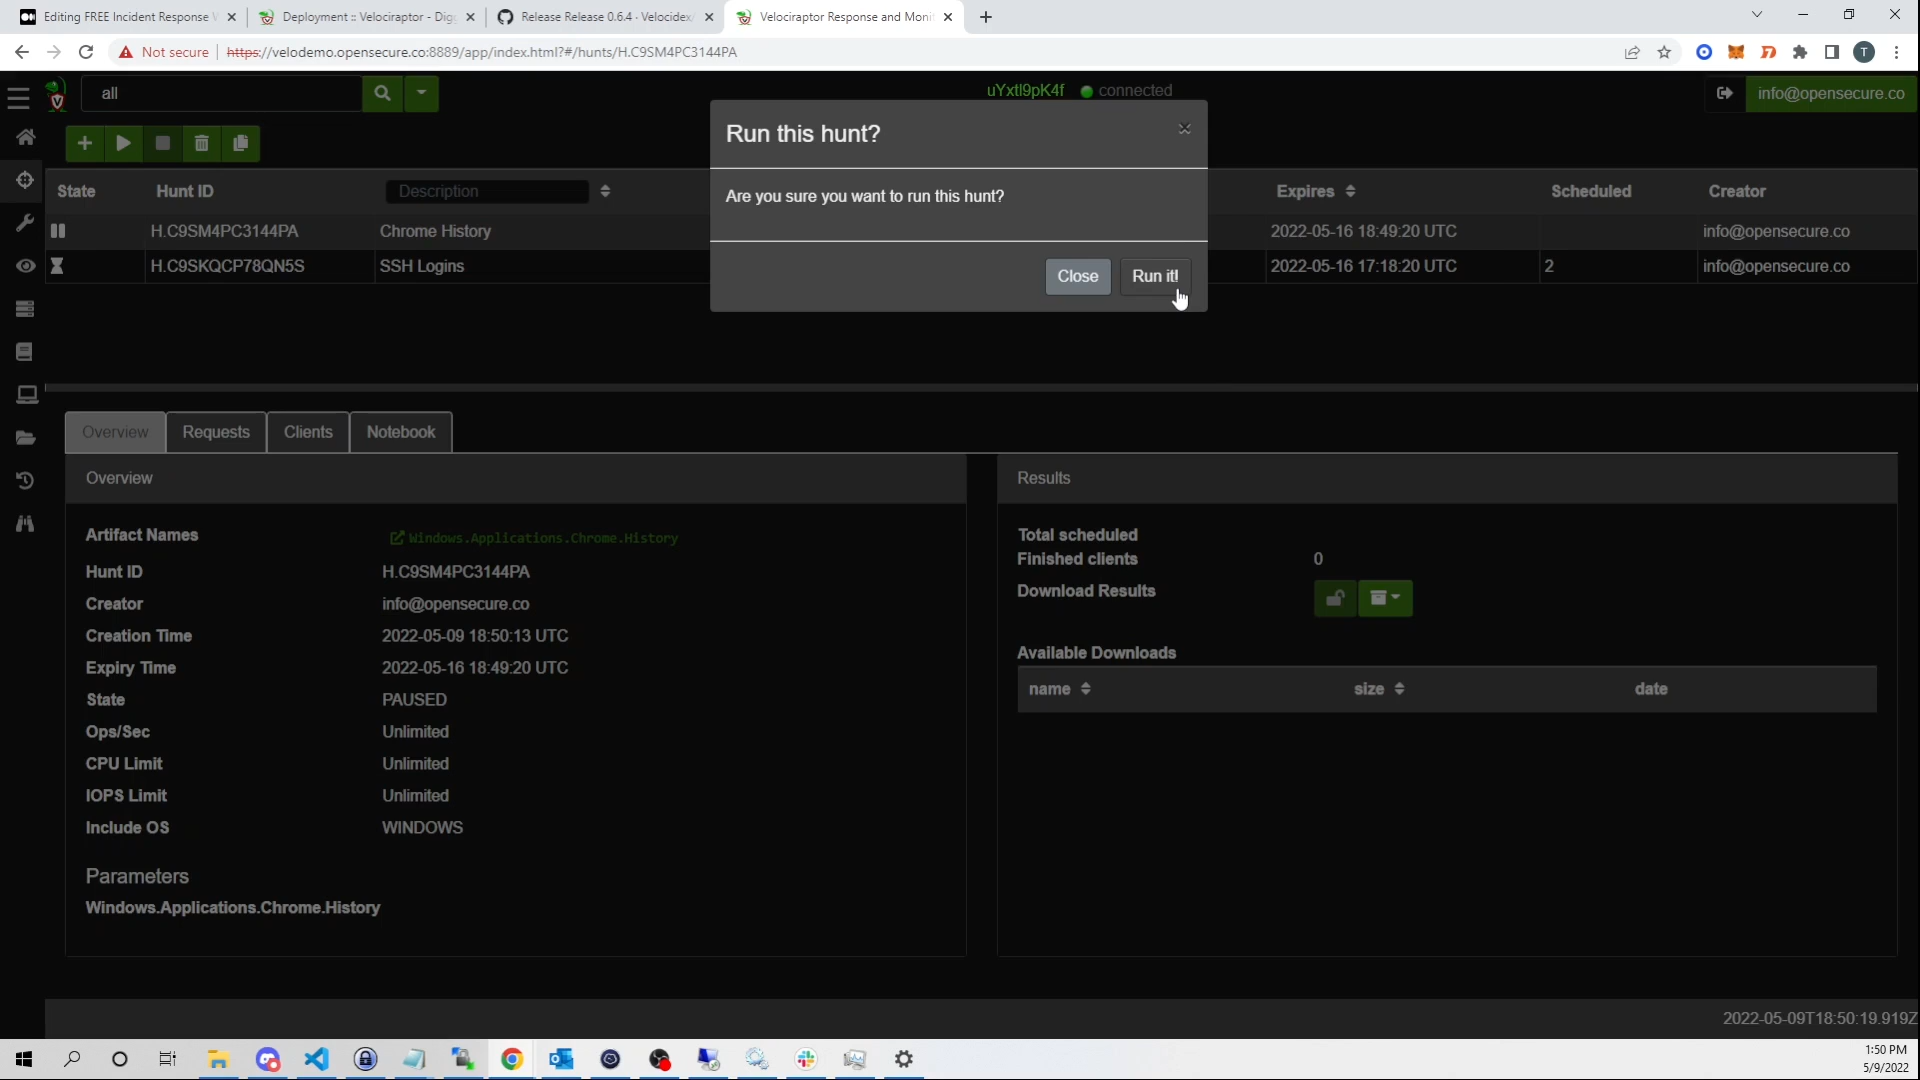 Editing FREE Incident Response
Deployment :: Velociraptor - Dig
Release Release 0.6.4 · Velocidex
Velociraptor Response and Moni
Not secure
https://velodemo.opensecure.co:8889/app/index.html?#/hunts/H.C9SM4PC3144PA
T
all
uYxtl9pK4f connected
info@opensecure.co
Run this hunt?
Are you sure you want to run this hunt?
Close Run it!
State Hunt ID Description Expires Scheduled Creator
H.C9SM4PC3144PA Chrome History 2022-05-16 18:49:20 UTC info@opensecure.co
H.C9SKQCP78QN5S SSH Logins 2022-05-16 17:18:20 UTC 2 info@opensecure.co
Overview Requests Clients Notebook
Overview
Artifact Names Windows.Applications.Chrome.History
Hunt ID H.C9SM4PC3144PA
Creator info@opensecure.co
Creation Time 2022-05-09 18:50:13 UTC
Expiry Time 2022-05-16 18:49:20 UTC
State PAUSED
Ops/Sec Unlimited
CPU Limit Unlimited
IOPS Limit Unlimited
Include OS WINDOWS
Parameters
Windows.Applications.Chrome.History
Results
Total scheduled
Finished clients 0
Download Results
Available Downloads
name size date
2022-05-09T18:50:19.919Z
1:50 PM
5/9/2022